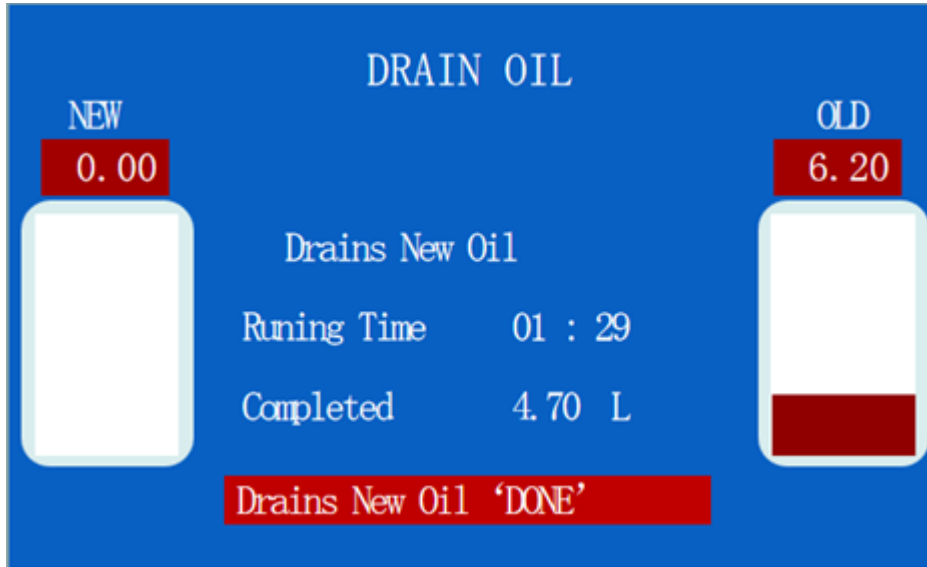 DRAIN OIL
NEW
OLD
0.00
6.20
Drains New Oil
Runing Time 01 : 29
Completed 4.70 L
Drains New Oil ‘DONE’